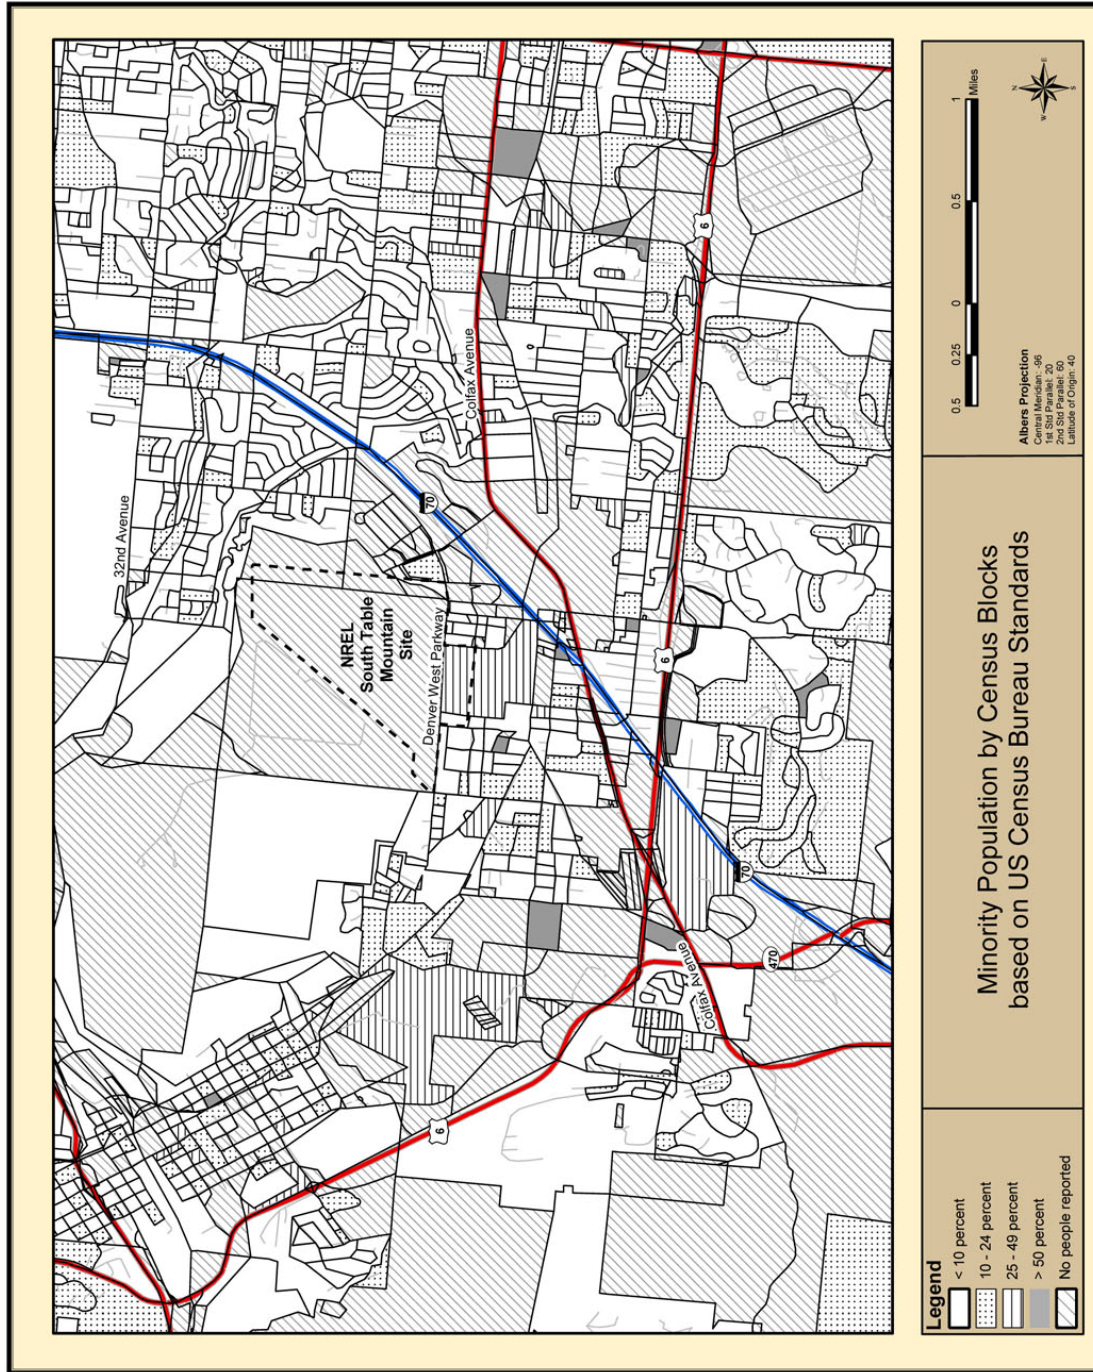 32nd Avenue
NREL
South Table
Mountain
Site
Denver West Parkway
70
Colfax Avenue
6
6
6
Colfax Avenue
470
70
Legend
< 10 percent
10 - 24 percent
25 - 49 percent
> 50 percent
No people reported
Minority Population by Census Blocks
based on US Census Bureau Standards
Albers Projection
Central Meridian: -96
1st Std Parallel: 20
2nd Std Parallel: 60
Latitude of Origin: 40
0.5 0.25 0 0.5 1
Miles
N
W E
S